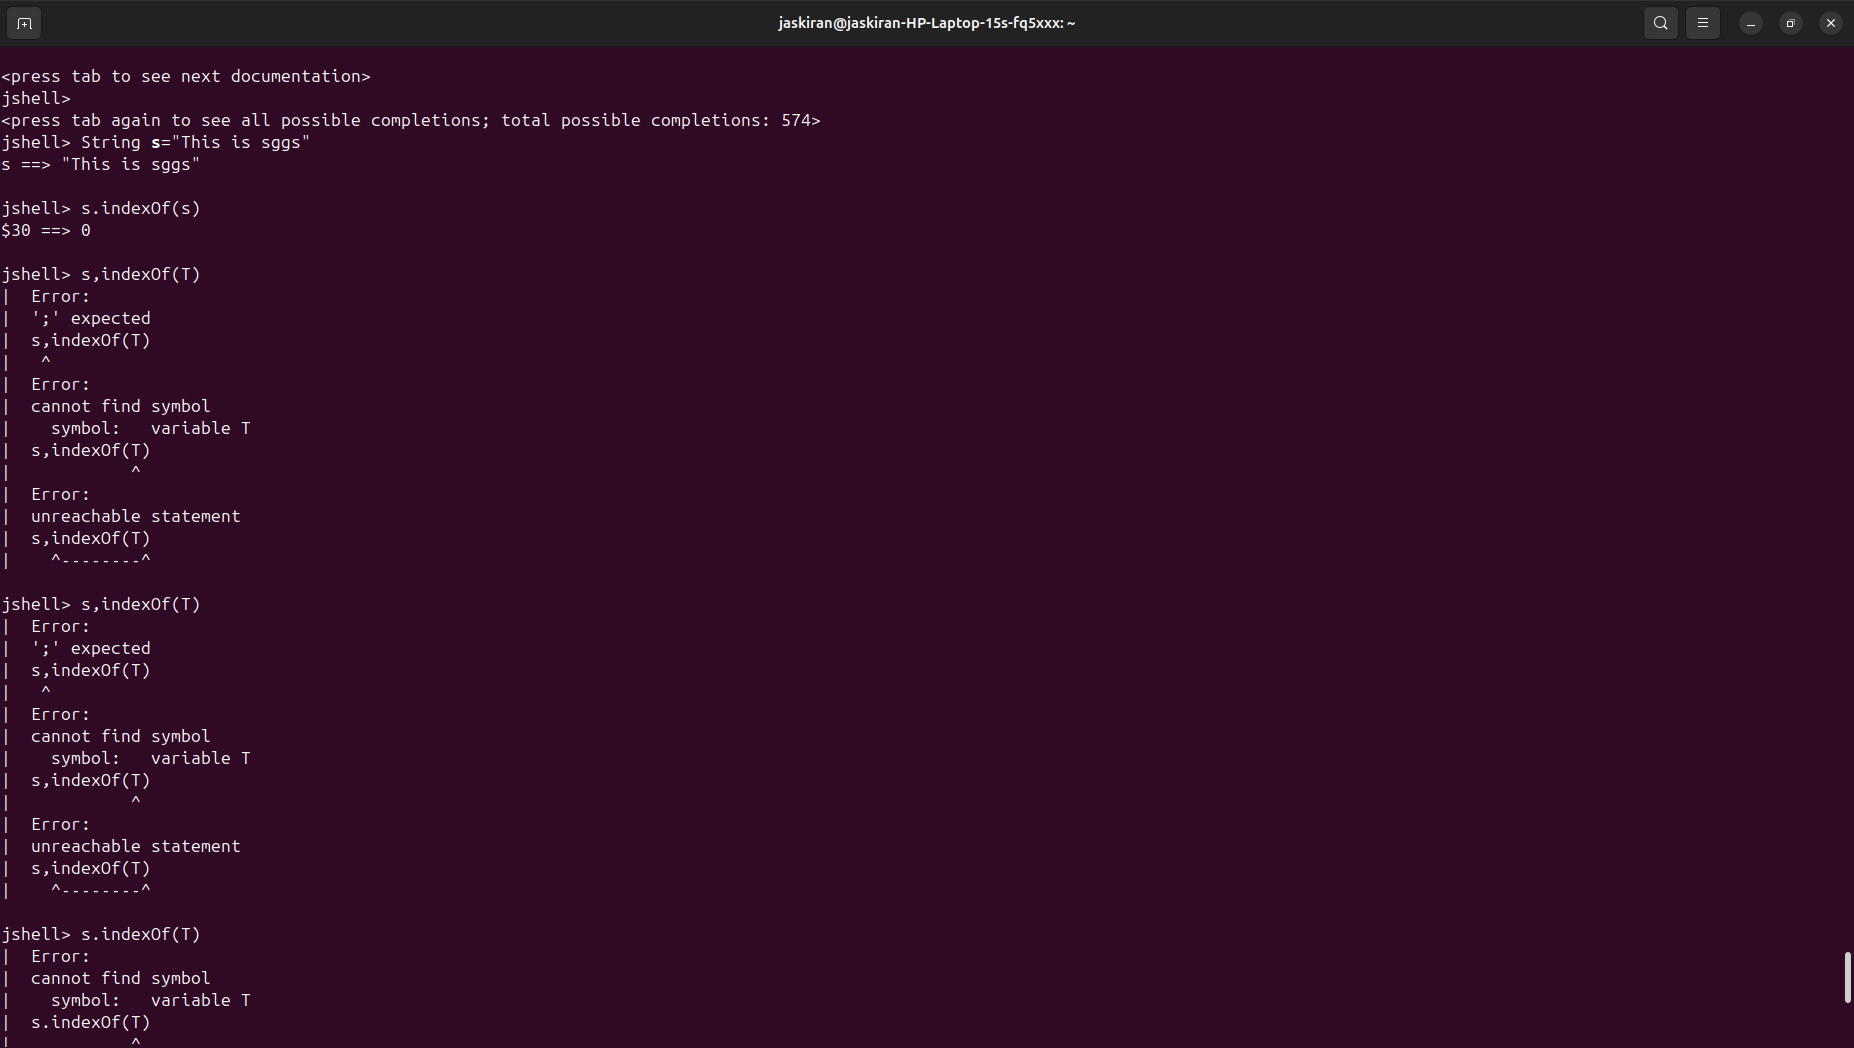 jaskiran@jaskiran-HP-Laptop-15s-fq5xxx: ~
<press tab to see next documentation>
jshell>
<press tab again to see all possible completions; total possible completions: 574>
jshell> String s="This is sggs"
s ==> "This is sggs"
jshell> s.indexOf(s)
$30 ==> 0
jshell> s,indexOf(T)
|  Error:
|  ';' expected
|  s,indexOf(T)
|   ^
|  Error:
|  cannot find symbol
|    symbol:   variable T
|  s,indexOf(T)
|            ^
|  Error:
|  unreachable statement
|  s,indexOf(T)
|    ^--------^
jshell> s,indexOf(T)
|  Error:
|  ';' expected
|  s,indexOf(T)
|   ^
|  Error:
|  cannot find symbol
|    symbol:   variable T
|  s,indexOf(T)
|            ^
|  Error:
|  unreachable statement
|  s,indexOf(T)
|    ^--------^
jshell> s.indexOf(T)
|  Error:
|  cannot find symbol
|    symbol:   variable T
|  s.indexOf(T)
|            ^